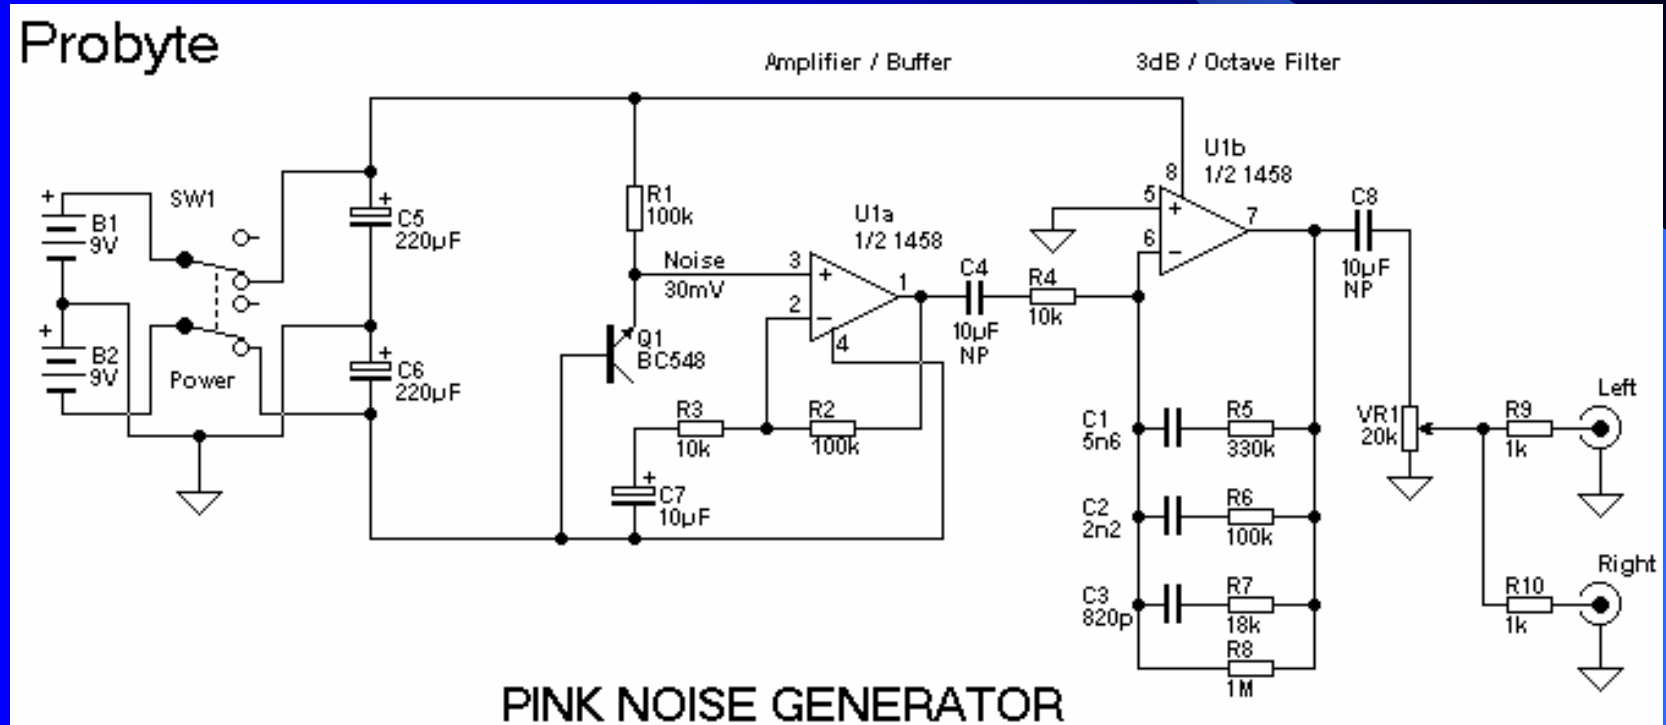 Probyte
Amplifier / Buffer
3dB / Octave Filter
+
B1
9V
+
B2
9V
SW1
Power
+
C5
220µF
+
C6
220µF
R1
100k
Noise
30mV
Q1
BC548
U1a
1/2 1458
3
+
2
−
1
4
R3
10k
R2
100k
+
C7
10µF
C4
10µF
NP
R4
10k
U1b
1/2 1458
8
5
+
6
−
7
C8
10µF
NP
C1
5n6
R5
330k
C2
2n2
R6
100k
C3
820p
R7
18k
R8
1M
VR1
20k
R9
1k
Left
R10
1k
Right
PINK NOISE GENERATOR